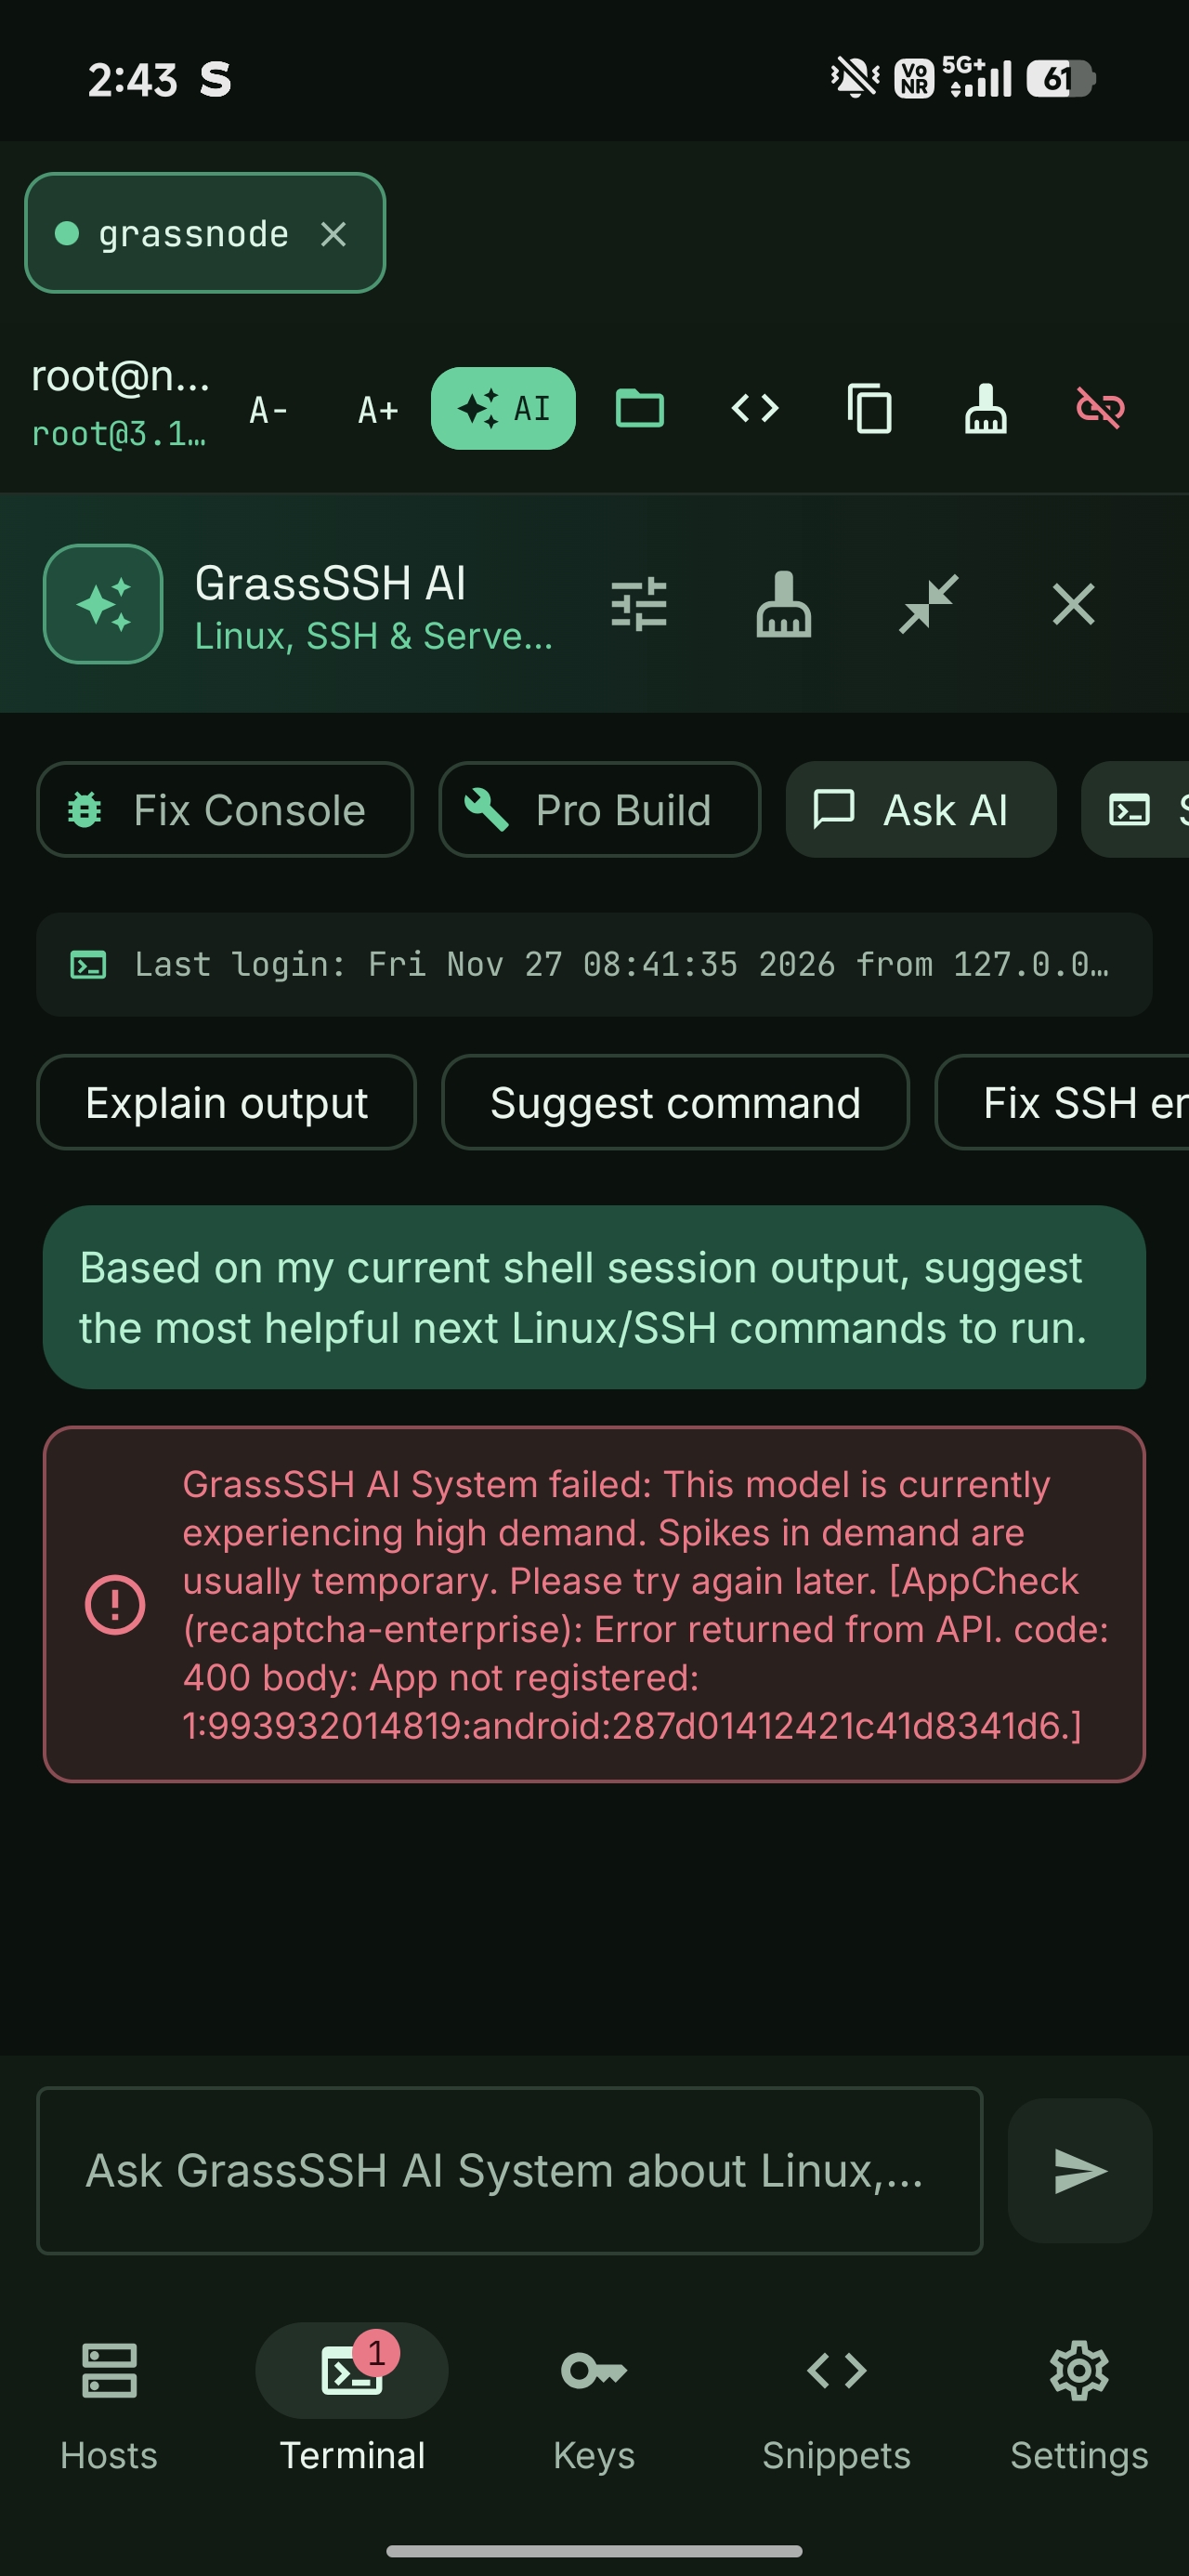 2:43 S
Vo NR 5G+ 61
grassnode
root@n...
root@3.1…
A-
A+
AI
GrassSSH AI
Linux, SSH & Serve...
Fix Console
Pro Build
Ask AI
Last login: Fri Nov 27 08:41:35 2026 from 127.0.0…
Explain output
Suggest command
Fix SSH er
Based on my current shell session output, suggest
the most helpful next Linux/SSH commands to run.
GrassSSH AI System failed: This model is currently
experiencing high demand. Spikes in demand are
usually temporary. Please try again later. [AppCheck
(recaptcha-enterprise): Error returned from API. code:
400 body: App not registered:
1:993932014819:android:287d01412421c41d8341d6.]
Ask GrassSSH AI System about Linux,...
1
Hosts
Terminal
Keys
Snippets
Settings